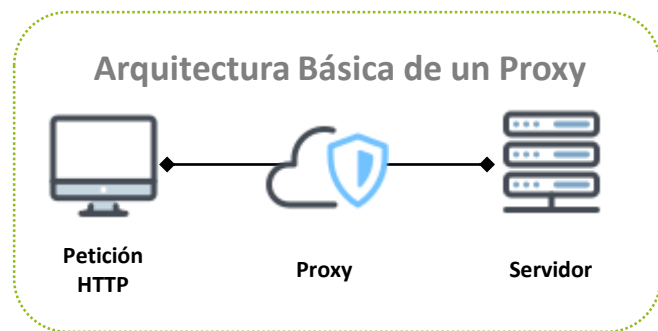 Arquitectura Básica de un Proxy
Petición
HTTP
Proxy
Servidor